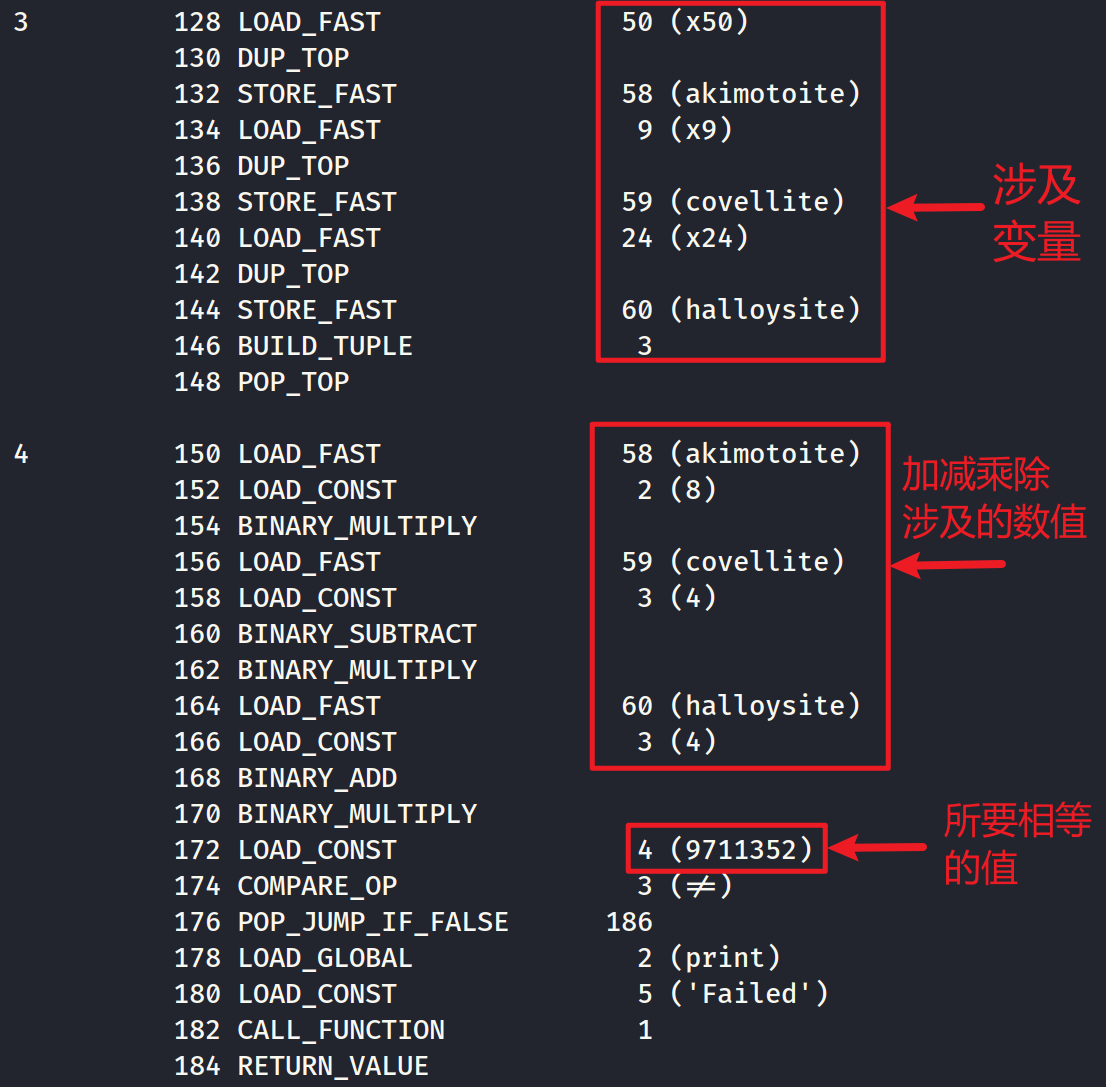 3 128 LOAD_FAST 50 (x50)
130 DUP_TOP
132 STORE_FAST 58 (akimotoite)
134 LOAD_FAST 9 (x9)
136 DUP_TOP
138 STORE_FAST 59 (covellite)
140 LOAD_FAST 24 (x24)
142 DUP_TOP
144 STORE_FAST 60 (halloysite)
146 BUILD_TUPLE 3
148 POP_TOP
涉及
变量
4 150 LOAD_FAST 58 (akimotoite)
152 LOAD_CONST 2 (8)
154 BINARY_MULTIPLY
156 LOAD_FAST 59 (covellite)
158 LOAD_CONST 3 (4)
160 BINARY_SUBTRACT
162 BINARY_MULTIPLY
164 LOAD_FAST 60 (halloysite)
166 LOAD_CONST 3 (4)
168 BINARY_ADD
170 BINARY_MULTIPLY
172 LOAD_CONST 4 (9711352)
174 COMPARE_OP 3 (≠)
176 POP_JUMP_IF_FALSE 186
178 LOAD_GLOBAL 2 (print)
180 LOAD_CONST 5 ('Failed')
182 CALL_FUNCTION 1
184 RETURN_VALUE
加减乘除
涉及的数值
所要相等
的值